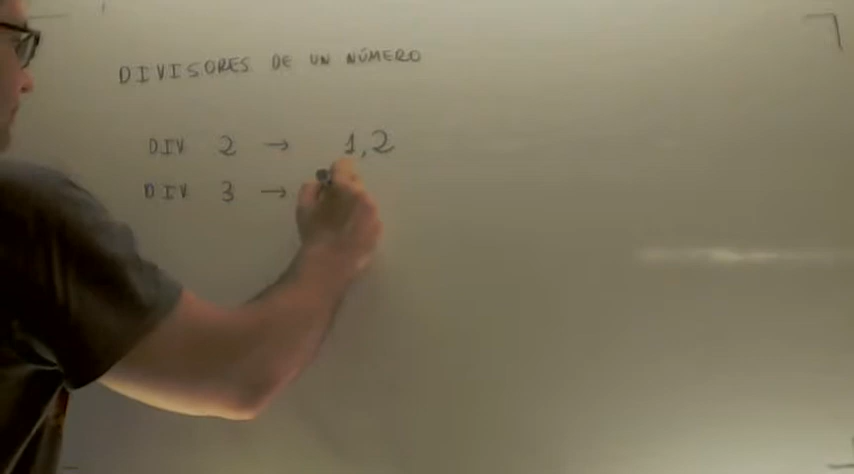 DIVISORES DE UN NÚMERO
DIV 2 → 1,2
DIV 3 →